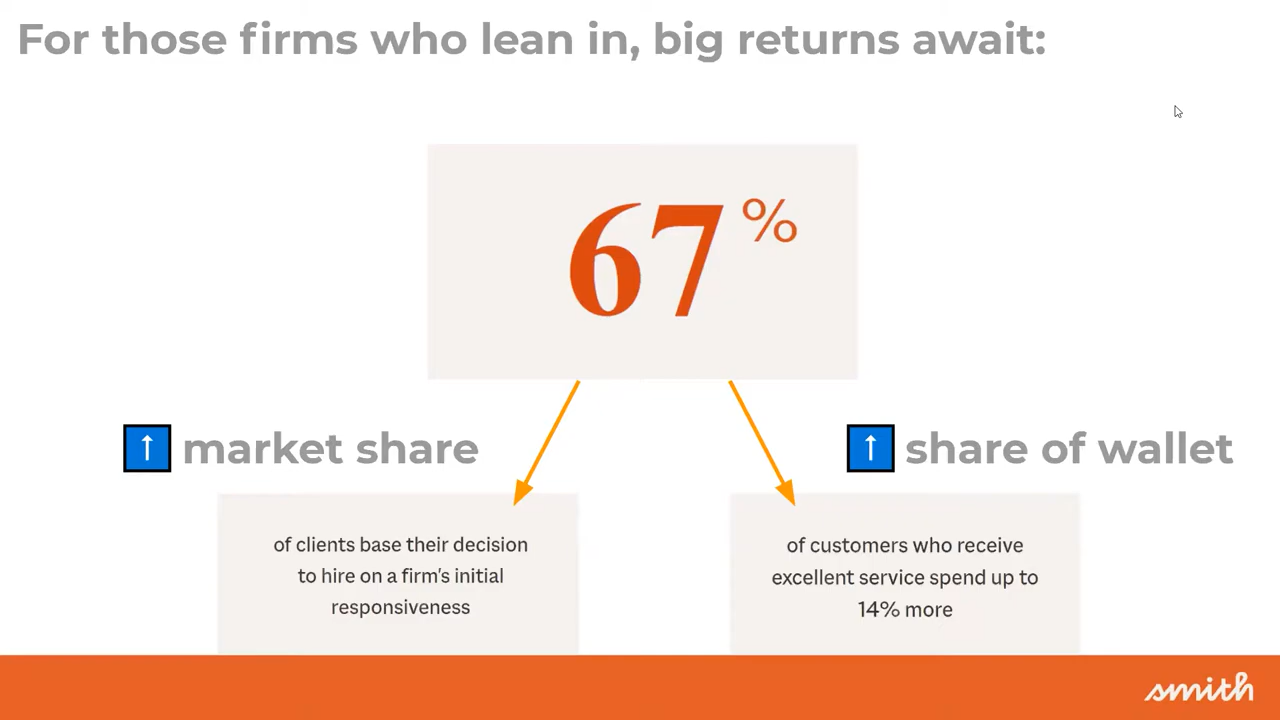 For those firms who lean in, big returns await:
67%
↑ market share
↑ share of wallet
of clients base their decision
to hire on a firm's initial
responsiveness
of customers who receive
excellent service spend up to
14% more
smith